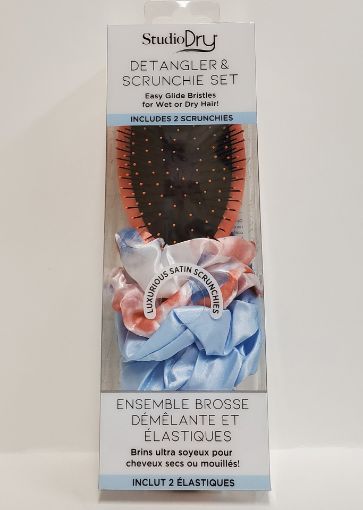 StudioDry
DETANGLER &
SCRUNCHIE SET
Easy Glide Bristles
for Wet or Dry Hair!
INCLUDES 2 SCRUNCHIES
LUXURIOUS SATIN SCRUNCHIES
ENSEMBLE BROSSE
DÉMÊLANTE ET
ÉLASTIQUES
Brins ultra soyeux pour
cheveux secs ou mouillés!
INCLUT 2 ÉLASTIQUES